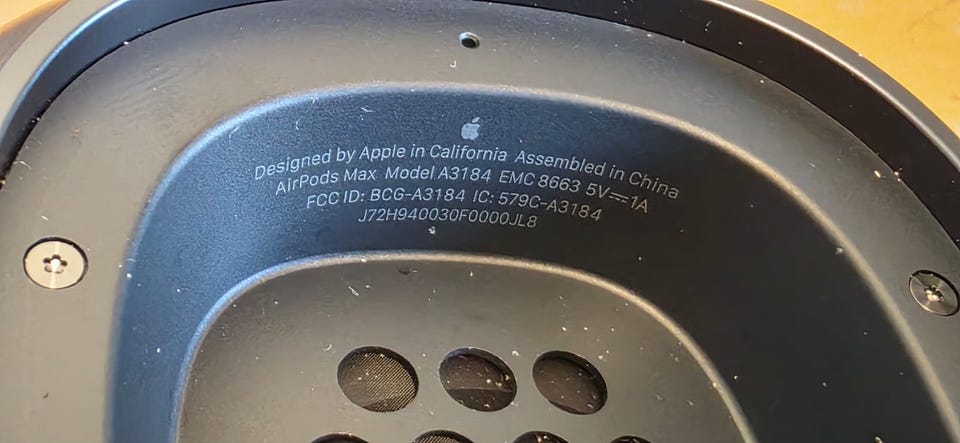 Designed by Apple in California Assembled in China
AirPods Max Model A3184 EMC 8663 5V⎓1A
FCC ID: BCG-A3184 IC: 579C-A3184
J72H940030F0000JL8